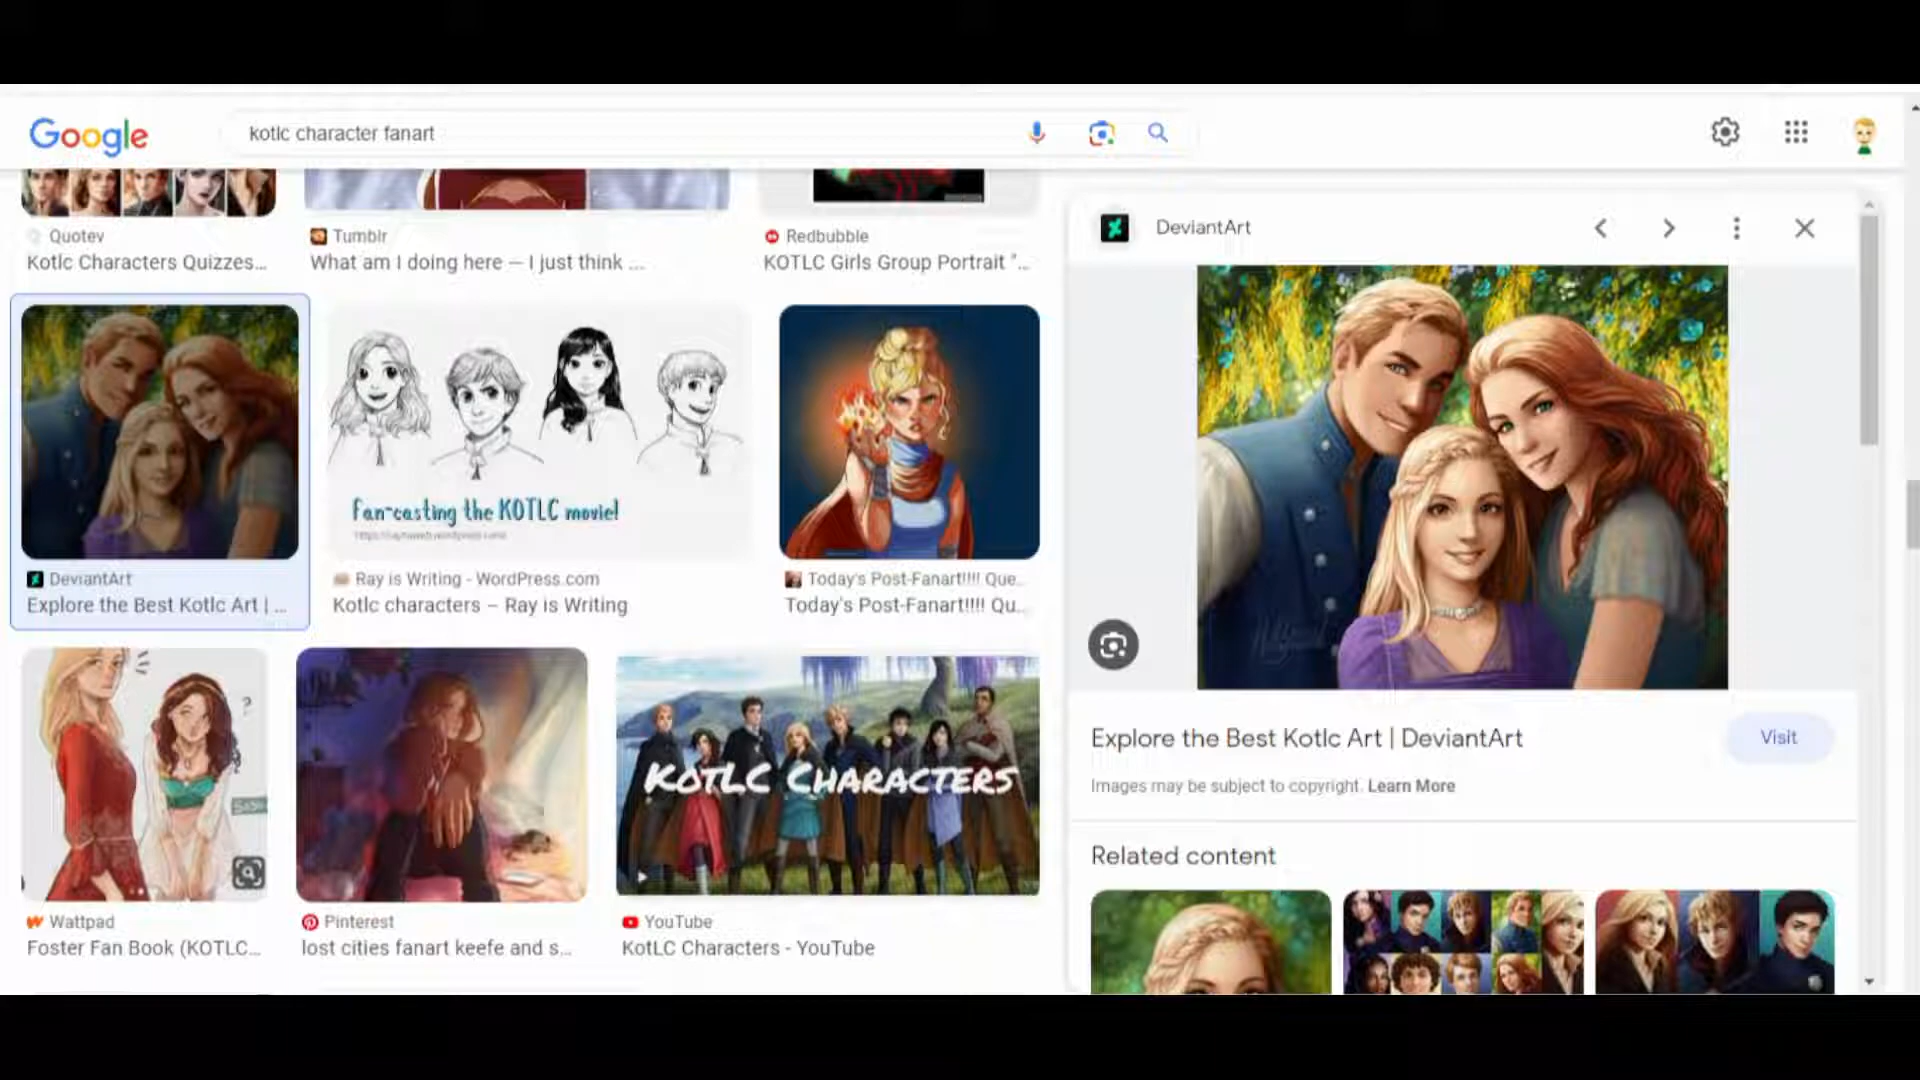 Google
kotlc character fanart
Quotev
Kotlc Characters Quizzes...
Tumblr
What am I doing here — I just think ...
Redbubble
KOTLC Girls Group Portrait "...
DeviantArt
fan-casting the KOTLC movie!
DeviantArt
Explore the Best Kotlc Art | ...
Ray is Writing - WordPress.com
Kotlc characters – Ray is Writing
Today's Post-Fanart!!!! Que...
Today's Post-Fanart!!!! Qu...
?
KOTLC CHARACTERS
Wattpad
Foster Fan Book (KOTLC...
Pinterest
lost cities fanart keefe and s...
YouTube
KotLC Characters - YouTube
Explore the Best Kotlc Art | DeviantArt
Visit
Images may be subject to copyright. Learn More
Related content